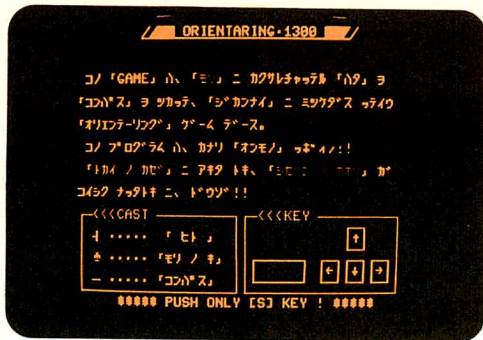 ORIENTARING・1300
コノ 「GAME」 ハ、 「モリ」 ニ カクサレチャッテル 「ハタ」 ヲ
「コンパス」 ヲ ツカッテ、 「ジカンナイ」 ニ ミツケダス ッテイウ
「オリエンテーリング」 ゲーム デース。
コノ プログラム ハ、 カナリ 「オンモノ」 ッポイノ!!
「トカイ ノ カゼ」 ニ アキタ トキ、 ガ
コイシク ナッタトキ ニ、 ドウゾ!!
<<<CAST
····· 「ヒト」
····· 「モリ ノ キ」
····· 「コンパス」
<<<KEY
↑
← ↓ →
##### PUSH ONLY [S] KEY ! #####